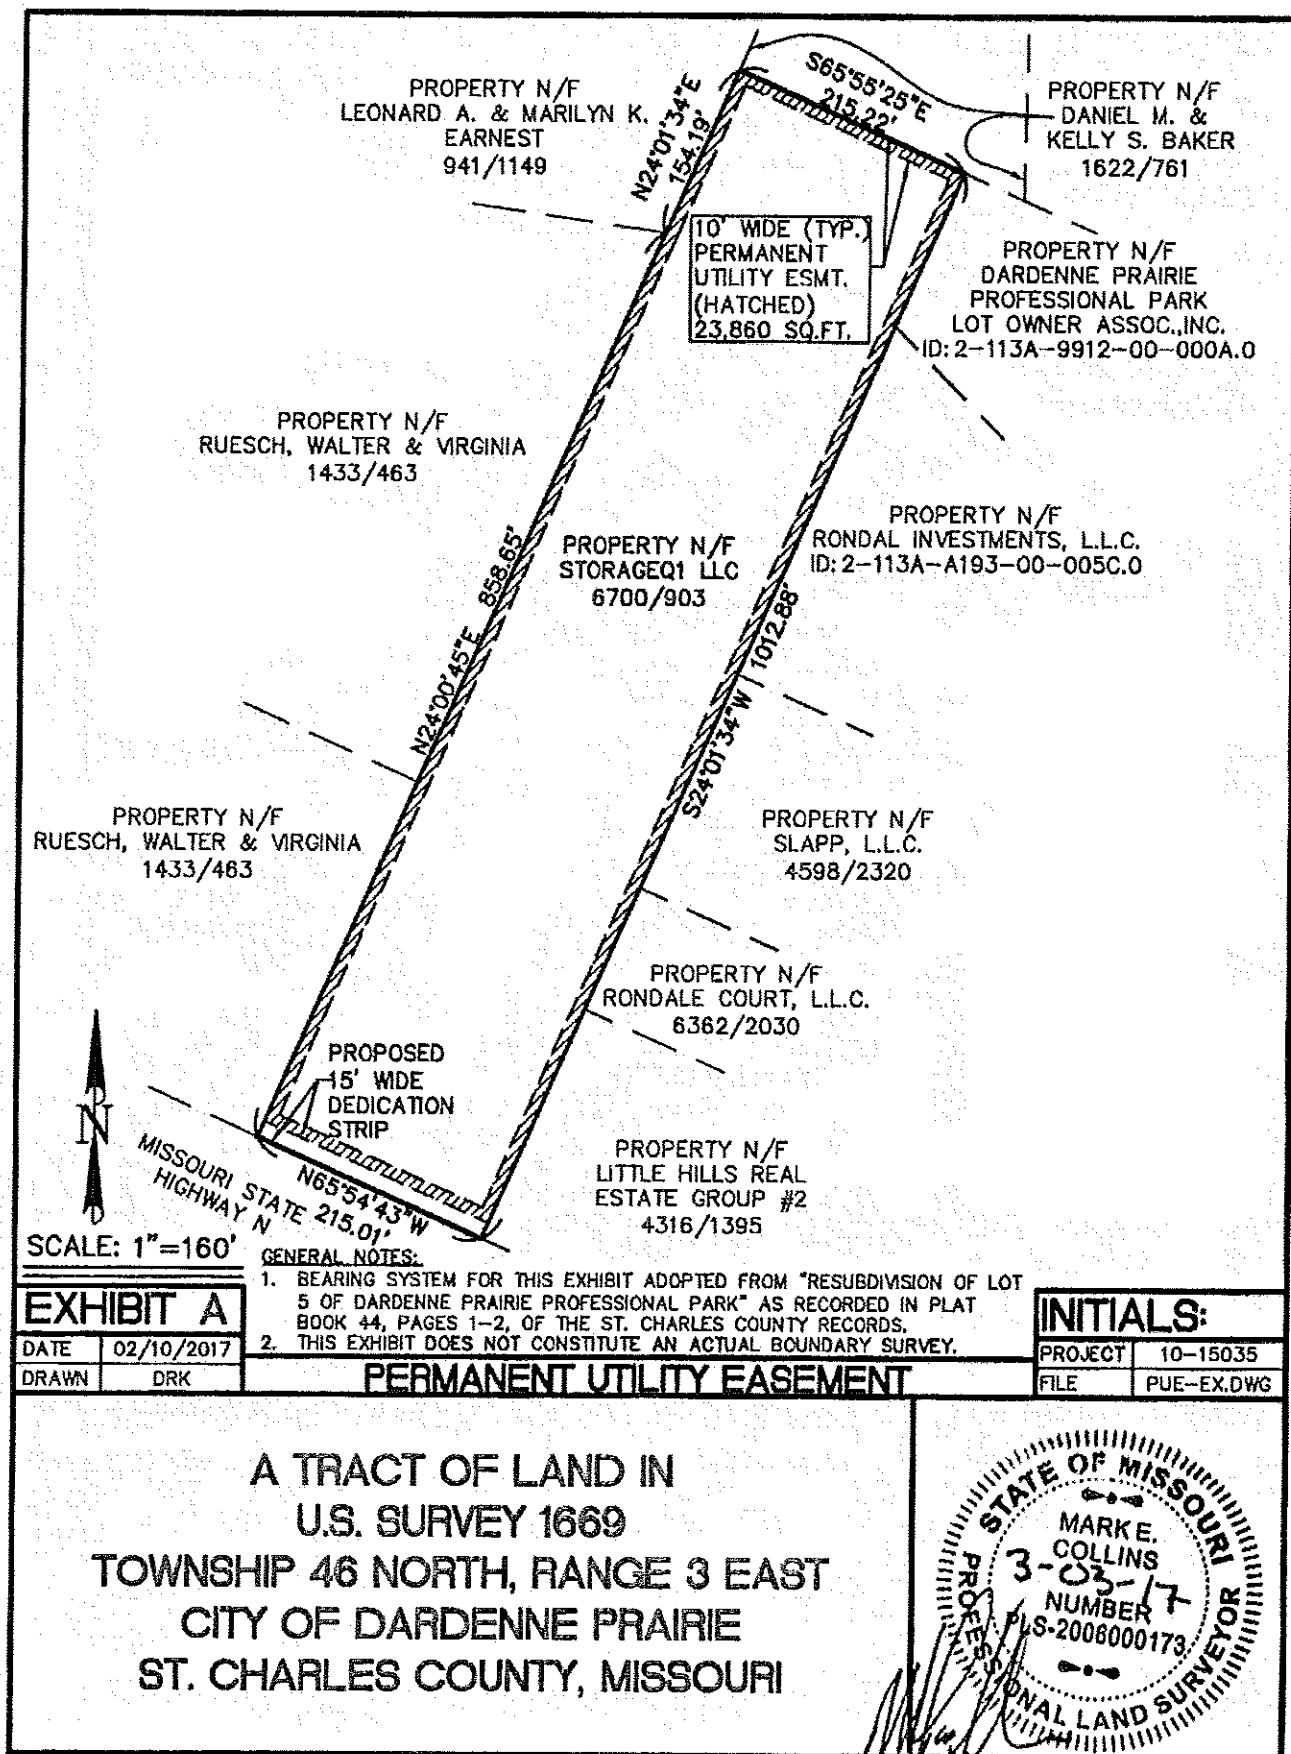 PROPERTY N/F
LEONARD A. & MARILYN K.
EARNEST
941/1149
N24°01'34"E
154.19'
S65°55'25"E
215.22'
PROPERTY N/F
DANIEL M. &
KELLY S. BAKER
1622/761
10' WIDE (TYP.)
PERMANENT
UTILITY ESMT.
(HATCHED)
23,860 SQ.FT.
PROPERTY N/F
DARDENNE PRAIRIE
PROFESSIONAL PARK
LOT OWNER ASSOC.,INC.
ID: 2-113A-9912-00-000A.0
PROPERTY N/F
RUESCH, WALTER & VIRGINIA
1433/463
PROPERTY N/F
STORAGEQ1 LLC
6700/903
PROPERTY N/F
RONDAL INVESTMENTS, L.L.C.
ID: 2-113A-A193-00-005C.0
N24°00'45"E 858.65'
S24°01'34"W 1012.88'
PROPERTY N/F
RUESCH, WALTER & VIRGINIA
1433/463
PROPERTY N/F
SLAPP, L.L.C.
4598/2320
PROPERTY N/F
RONDALE COURT, L.L.C.
6362/2030
PROPOSED
15' WIDE
DEDICATION
STRIP
PROPERTY N/F
LITTLE HILLS REAL
ESTATE GROUP #2
4316/1395
N65°54'43"W
215.01'
MISSOURI STATE
HIGHWAY N
N
SCALE: 1"=160'
GENERAL NOTES:
1. BEARING SYSTEM FOR THIS EXHIBIT ADOPTED FROM "RESUBDIVISION OF LOT
5 OF DARDENNE PRAIRIE PROFESSIONAL PARK" AS RECORDED IN PLAT
BOOK 44, PAGES 1-2, OF THE ST. CHARLES COUNTY RECORDS.
2. THIS EXHIBIT DOES NOT CONSTITUTE AN ACTUAL BOUNDARY SURVEY.
EXHIBIT A
DATE 02/10/2017
DRAWN DRK
PERMANENT UTILITY EASEMENT
INITIALS:
PROJECT 10-15035
FILE PUE-EX.DWG
A TRACT OF LAND IN
U.S. SURVEY 1669
TOWNSHIP 46 NORTH, RANGE 3 EAST
CITY OF DARDENNE PRAIRIE
ST. CHARLES COUNTY, MISSOURI
STATE OF MISSOURI
MARK E.
COLLINS
3-03-17
NUMBER
PLS-2006000173
PROFESSIONAL LAND SURVEYOR